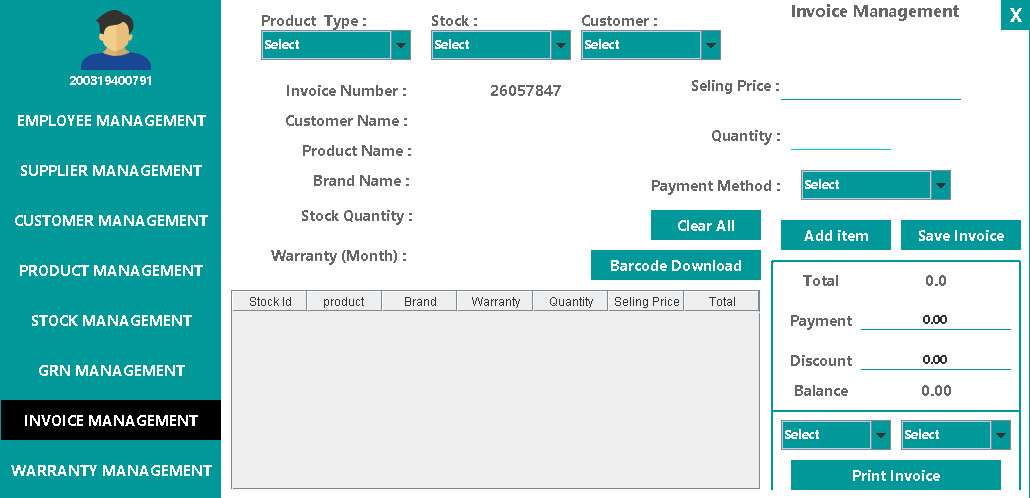 200319400791
EMPLOYEE MANAGEMENT
SUPPLIER MANAGEMENT
CUSTOMER MANAGEMENT
PRODUCT MANAGEMENT
STOCK MANAGEMENT
GRN MANAGEMENT
INVOICE MANAGEMENT
WARRANTY MANAGEMENT
Invoice Management X
Product Type : Stock : Customer :
Select Select Select
Invoice Number : 26057847
Customer Name :
Product Name :
Brand Name :
Stock Quantity :
Warranty (Month) :
Seling Price :
Quantity :
Payment Method : Select
Clear All
Barcode Download
Add item Save Invoice
Stock Id product Brand Warranty Quantity Seling Price Total
Total 0.0
Payment 0.00
Discount 0.00
Balance 0.00
Select Select
Print Invoice